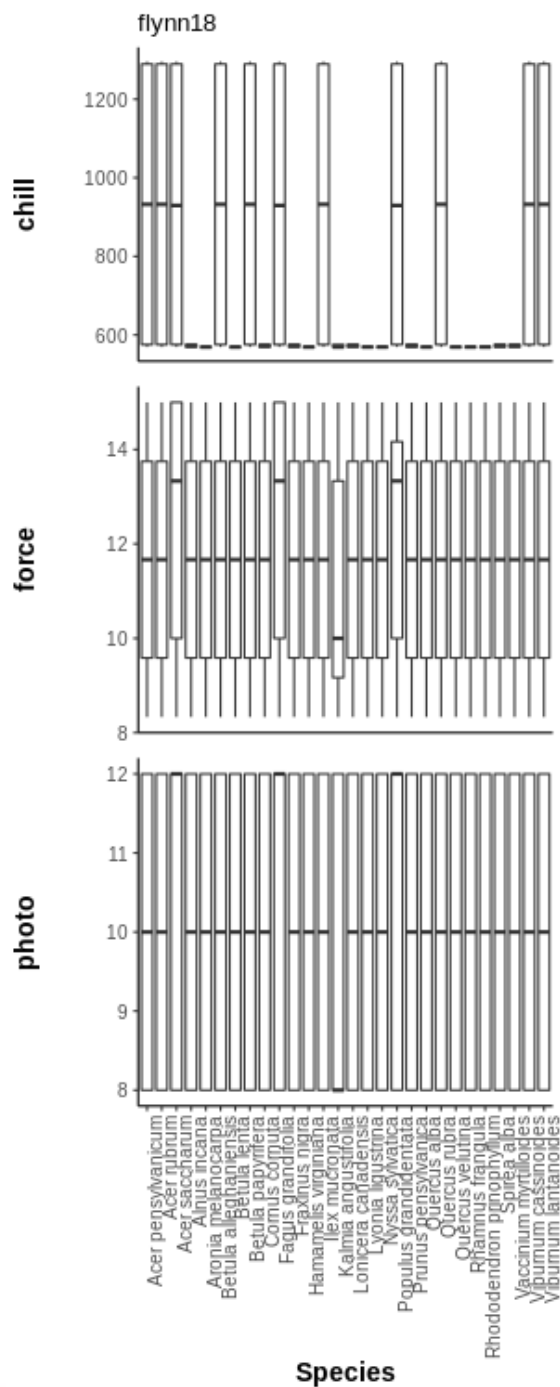 flynn18
1200
1000
800
600
chill
14
12
10
8
force
12
11
10
9
8
photo
Acer pensylvanicum
Acer rubrum
Acer saccharum
Alnus incana
Aronia melanocarpa
Betula alleghaniensis
Betula lenta
Betula papyrifera
Cornus cornuta
Fagus grandifolia
Fraxinus nigra
Hamamelis virginiana
Ilex mucronata
Kalmia angustifolia
Lonicera canadensis
Lyonia ligustrina
Nyssa sylvatica
Populus grandidentata
Prunus pensylvanica
Quercus alba
Quercus rubra
Quercus velutina
Rhamnus frangula
Rhododendron prinophyllum
Spirea alba
Vaccinium myrtilloides
Viburnum cassinoides
Viburnum lantanoides
Species